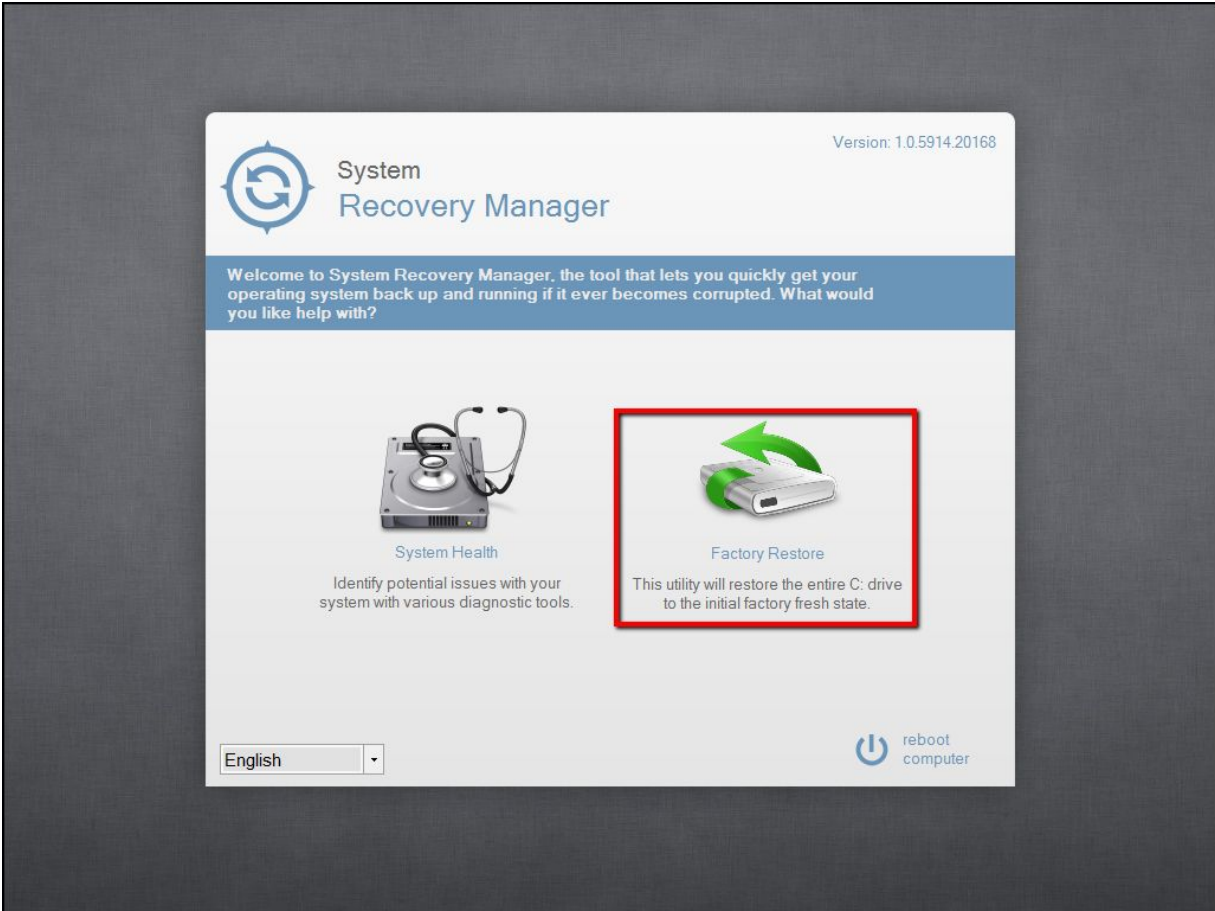 Version: 1.0.5914.20168
System
Recovery Manager
Welcome to System Recovery Manager, the tool that lets you quickly get your
operating system back up and running if it ever becomes corrupted. What would
you like help with?
System Health
Identify potential issues with your
system with various diagnostic tools.
Factory Restore
This utility will restore the entire C: drive
to the initial factory fresh state.
English
reboot
computer